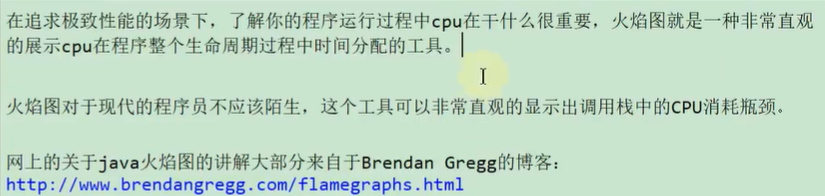 在追求极致性能的场景下，了解你的程序运行过程中cpu在干什么很重要，火焰图就是一种非常直观
的展示cpu在程序整个生命周期过程中时间分配的工具。
火焰图对于现代的程序员不应该陌生，这个工具可以非常直观的显示出调用栈中的CPU消耗瓶颈。
网上的关于java火焰图的讲解大部分来自于Brendan Gregg的博客：
http://www.brendangregg.com/flamegraphs.html